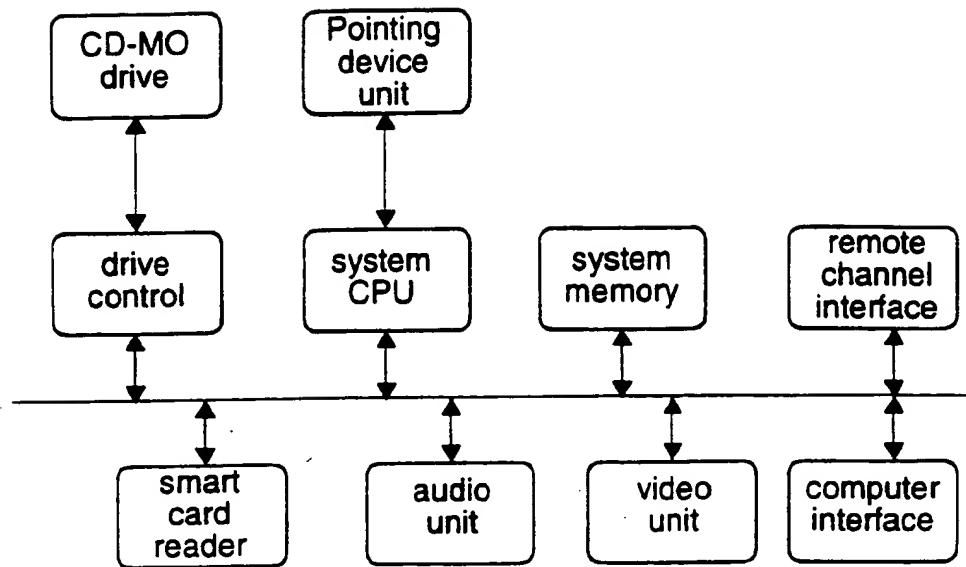 CD-MO
drive
Pointing
device
unit
drive
control
system
CPU
system
memory
remote
channel
interface
smart
card
reader
audio
unit
video
unit
computer
interface